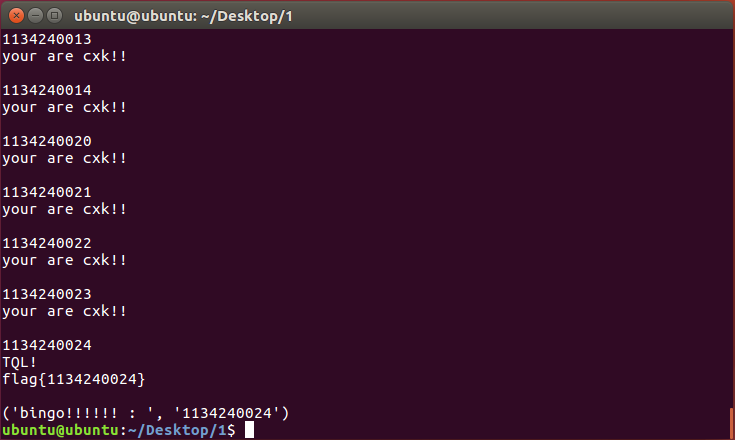 ubuntu@ubuntu: ~/Desktop/1
1134240013
your are cxk!!
1134240014
your are cxk!!
1134240020
your are cxk!!
1134240021
your are cxk!!
1134240022
your are cxk!!
1134240023
your are cxk!!
1134240024
TQL!
flag{1134240024}
('bingo!!!!!! : ', '1134240024')
ubuntu@ubuntu:~/Desktop/1$